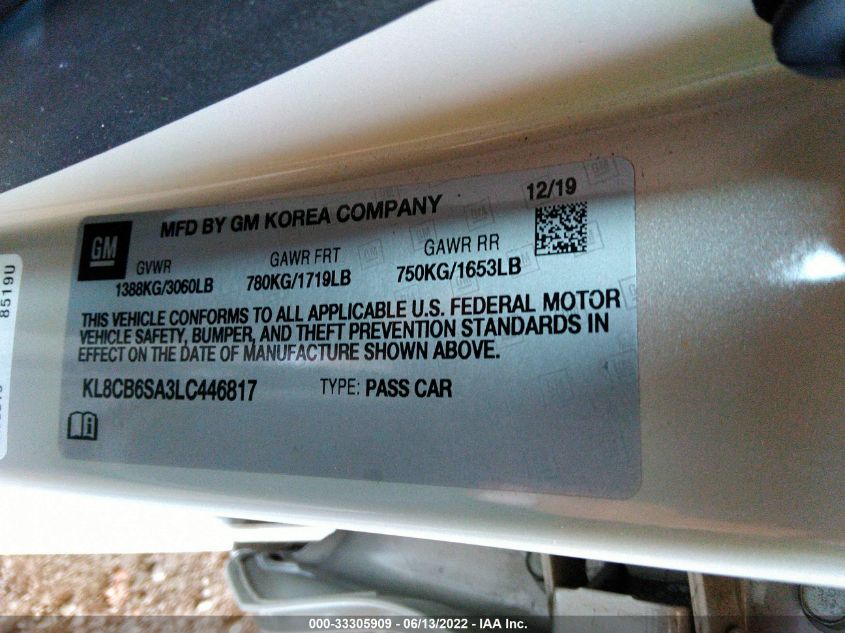 12/19
MFD BY GM KOREA COMPANY
GM
GVWR GAWR FRT GAWR RR
1388KG/3060LB 780KG/1719LB 750KG/1653LB
THIS VEHICLE CONFORMS TO ALL APPLICABLE U.S. FEDERAL MOTOR
VEHICLE SAFETY, BUMPER, AND THEFT PREVENTION STANDARDS IN
EFFECT ON THE DATE OF MANUFACTURE SHOWN ABOVE.
KL8CB6SA3LC446817 TYPE: PASS CAR
8519U
000-33305909 - 06/13/2022 - IAA Inc.